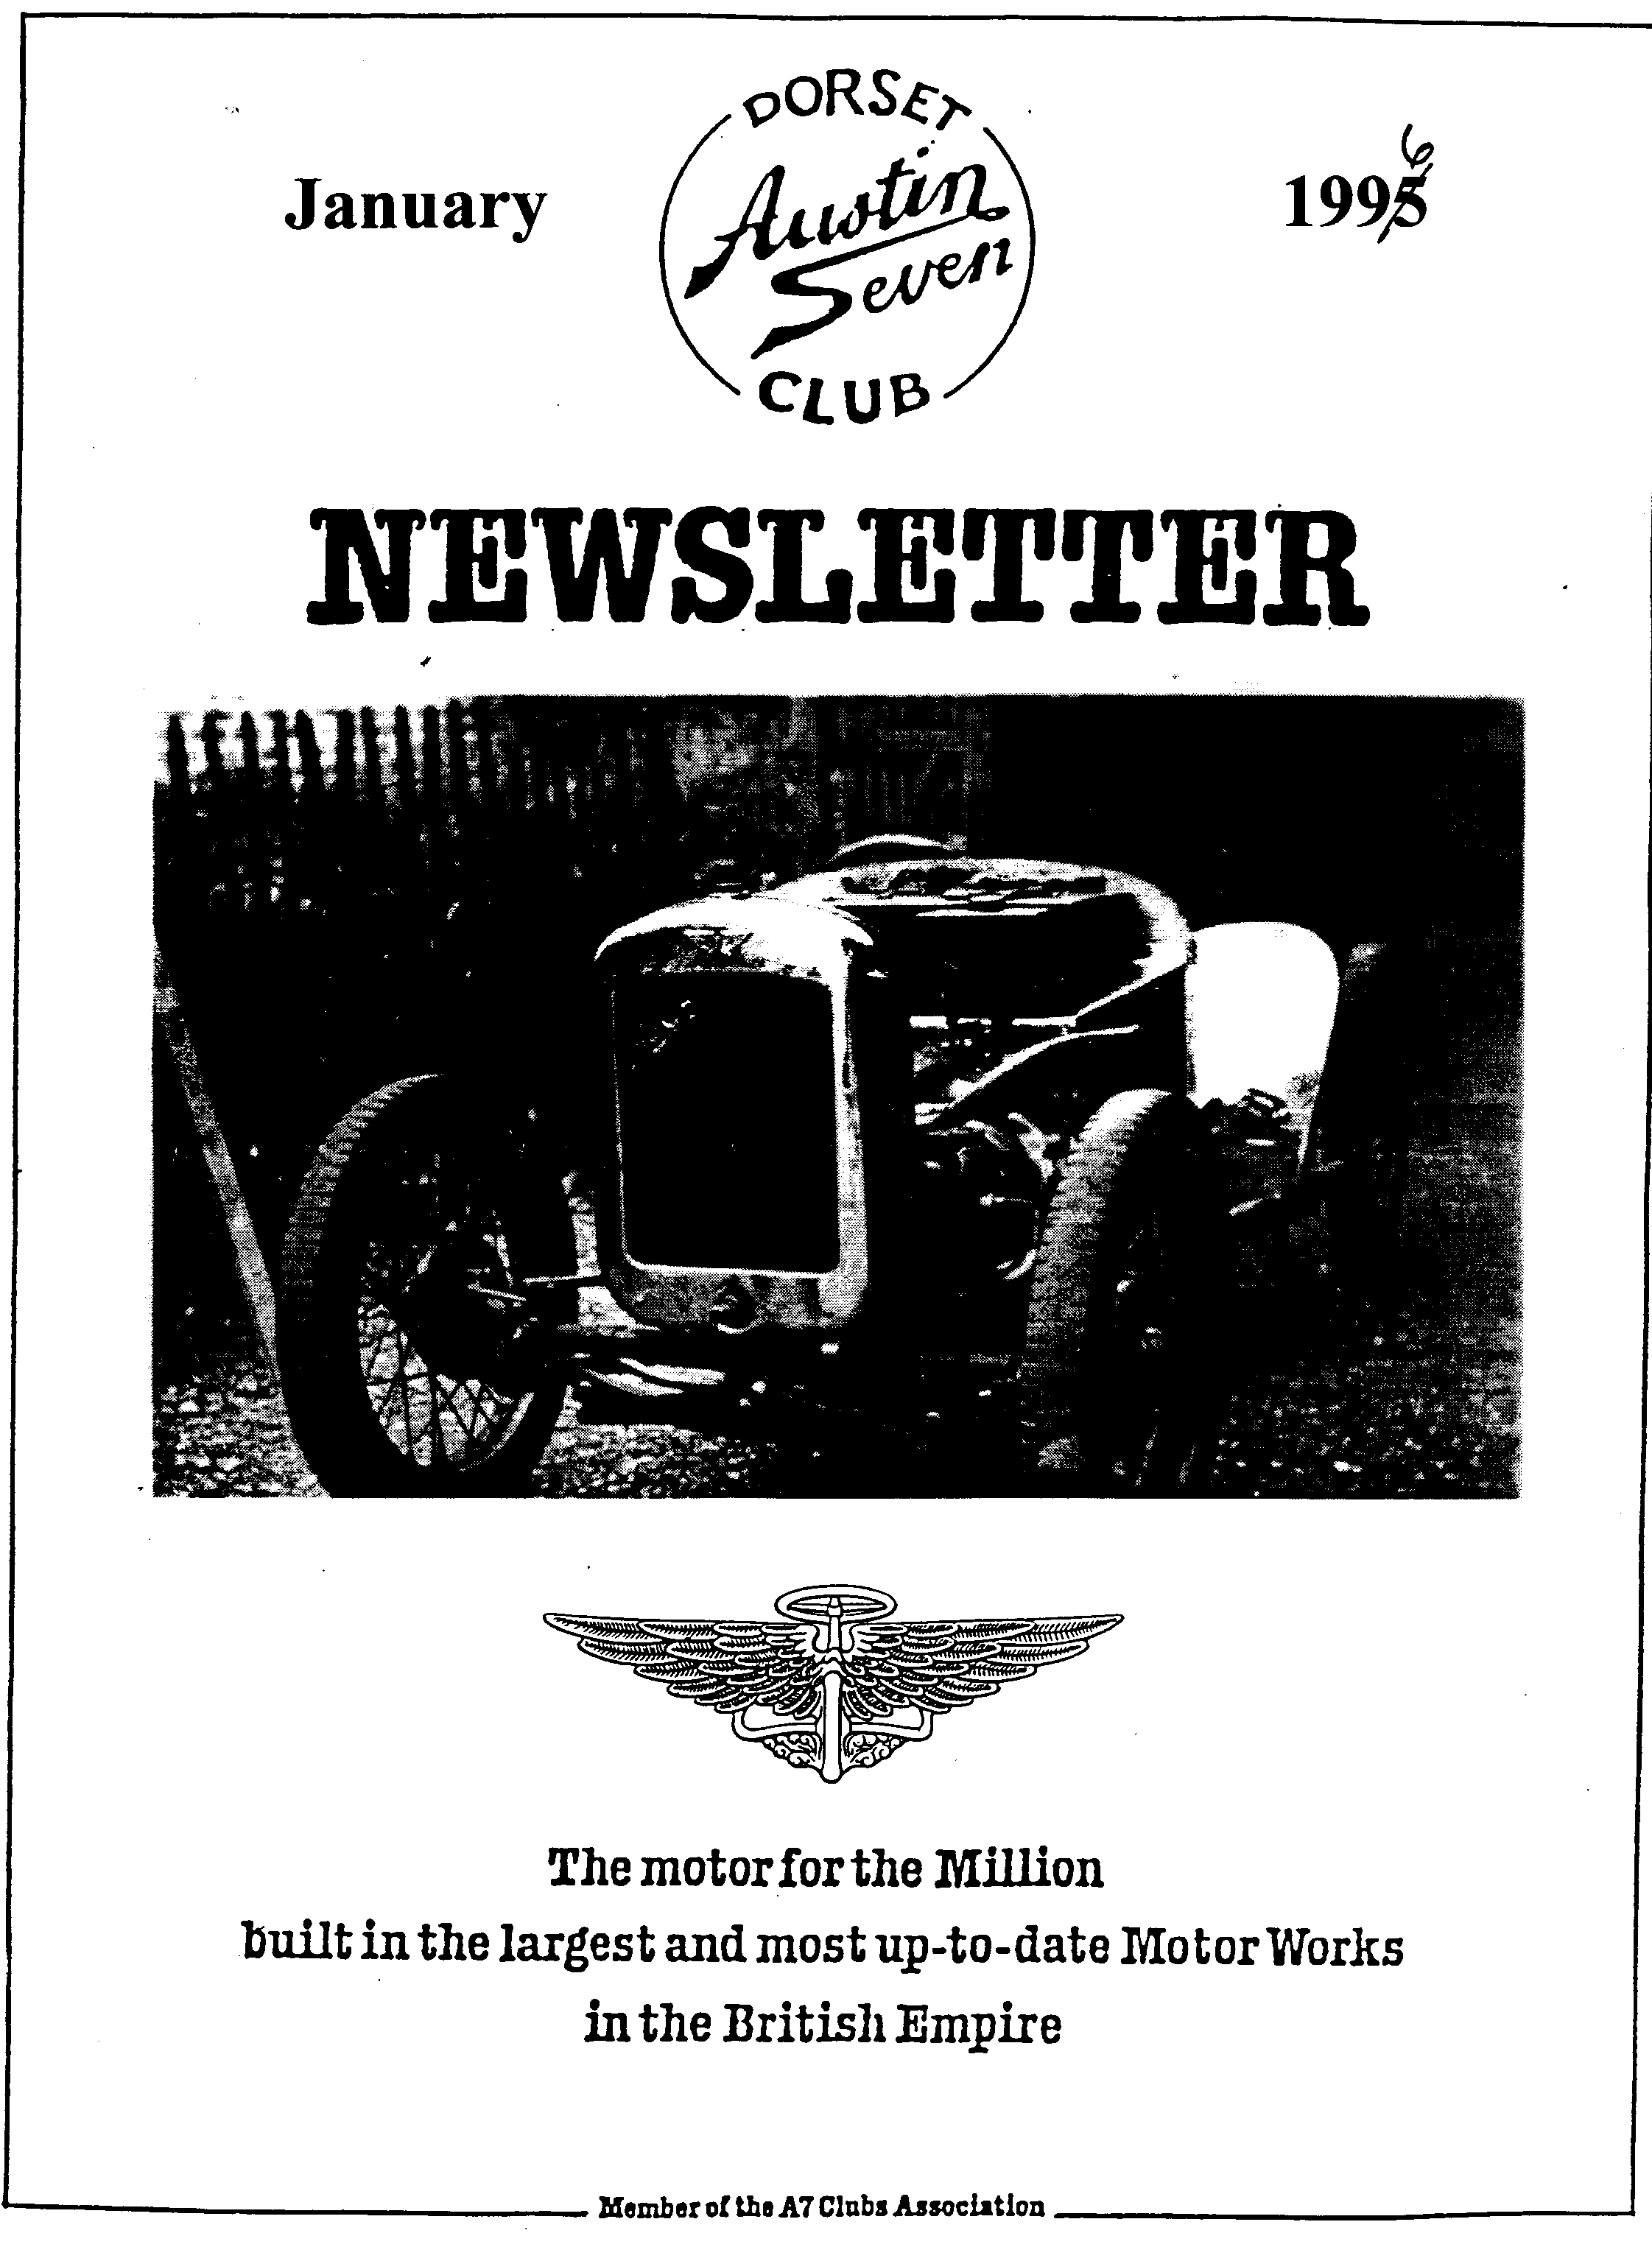 DORSET
January
Austin
Seven
1995
6
CLUB
NEWSLETTER
The motor for the Million
built in the largest and most up-to-date Motor Works
in the British Empire
Member of the A7 Clubs Association